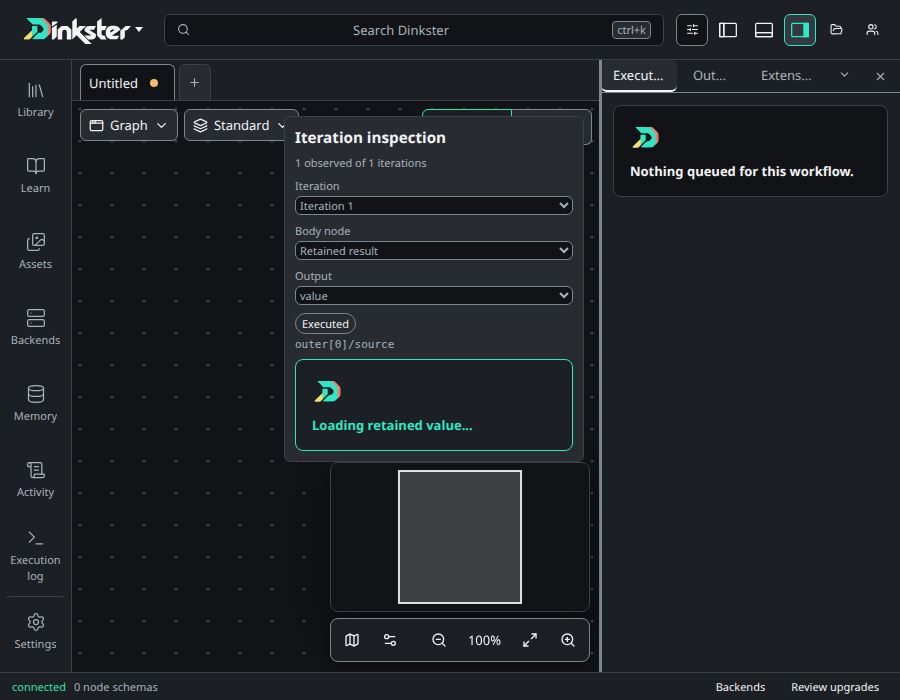 Dinkster
Search Dinkster
ctrl+k
Library
Learn
Assets
Backends
Memory
Activity
Execution
log
Settings
Untitled
+
Graph
Standard
Iteration inspection
1 observed of 1 iterations
Iteration
Iteration 1
Body node
Retained result
Output
value
Executed
outer[0]/source
Loading retained value...
100%
Execut...
Out...
Extens...
Nothing queued for this workflow.
connected
0 node schemas
Backends
Review upgrades